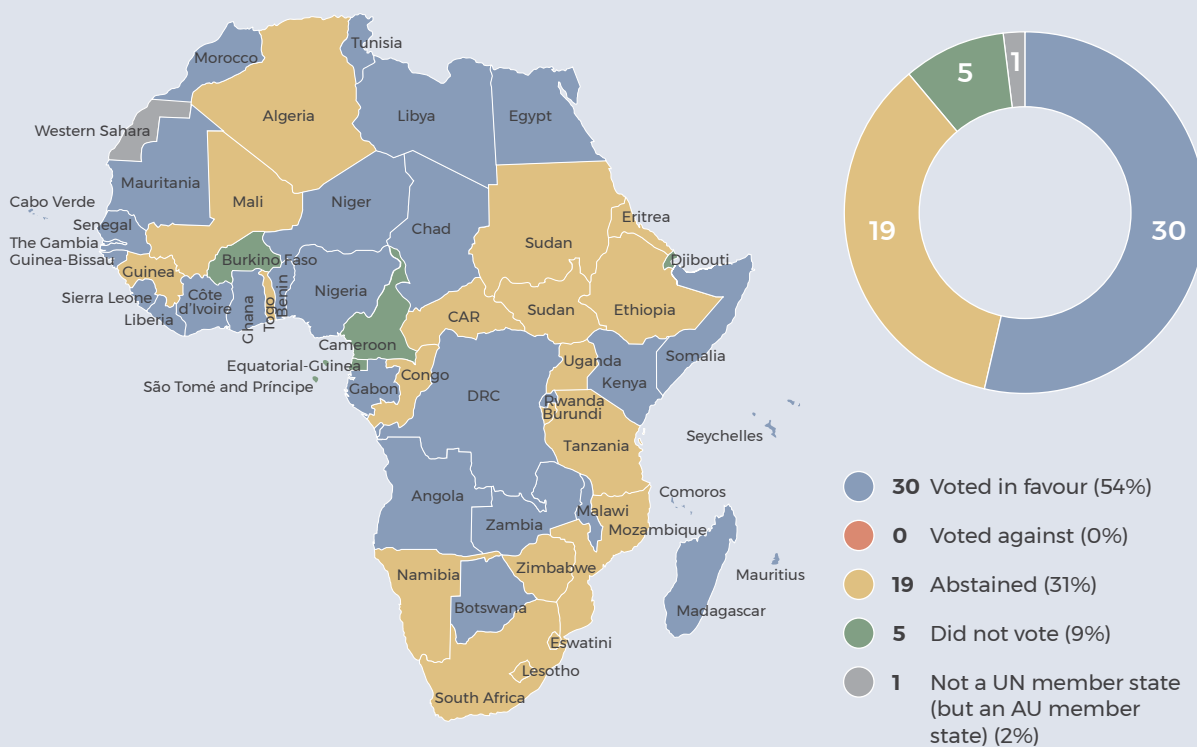 Tunisia
Morocco
Algeria
Libya
Egypt
Western Sahara
Mauritania
Mali
Niger
Cabo Verde
Senegal
Chad
Eritrea
The Gambia
Sudan
Guinea-Bissau
Guinea
Burkino Faso
Djibouti
Nigeria
Sierra Leone
Côte
d'Ivoire
Ghana
Togo
Benin
CAR
Sudan
Ethiopia
Liberia
Cameroon
Equatorial-Guinea
Uganda
Somalia
São Tomé and Príncipe
Gabon
Congo
DRC
Kenya
Rwanda
Burundi
Tanzania
Seychelles
Angola
Comoros
Malawi
Zambia
Mozambique
Namibia
Zimbabwe
Mauritius
Botswana
Madagascar
Eswatini
Lesotho
South Africa
1
5
19
30
30 Voted in favour (54%)
0 Voted against (0%)
19 Abstained (31%)
5 Did not vote (9%)
1 Not a UN member state
(but an AU member
state) (2%)